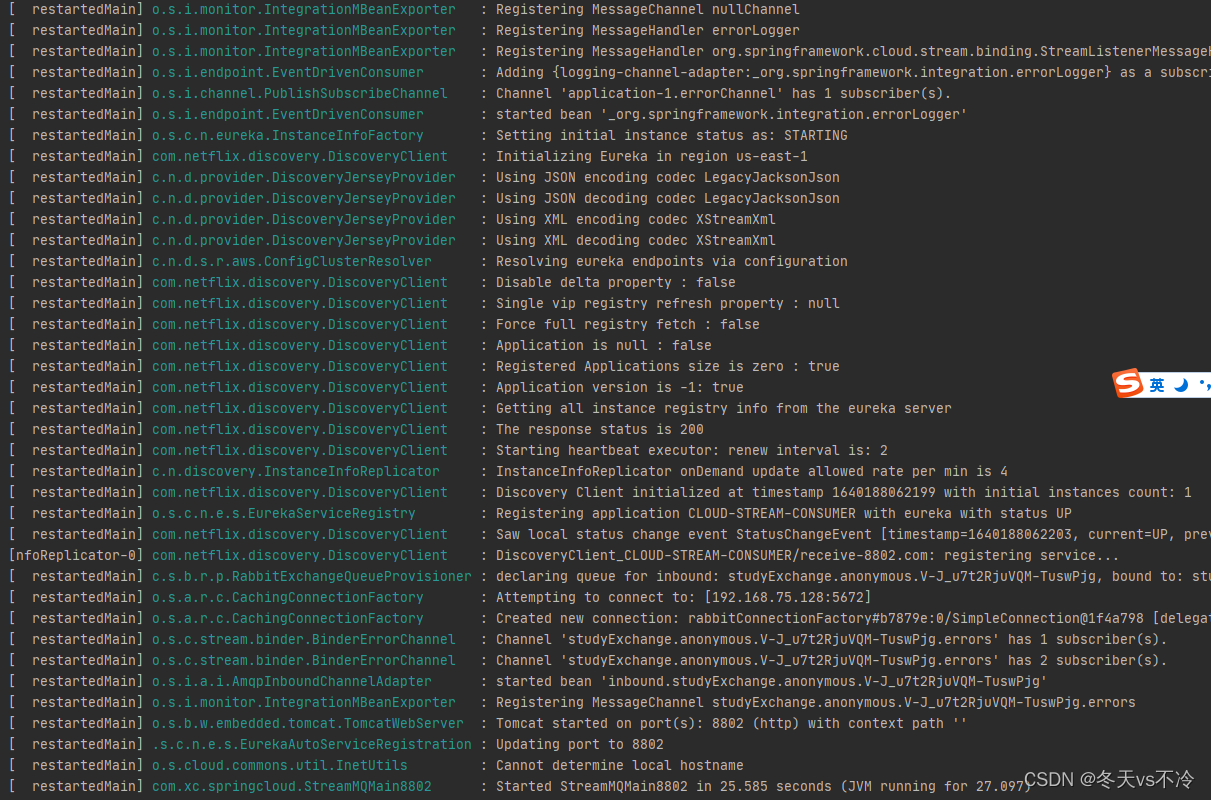 [  restartedMain] o.s.i.monitor.IntegrationMBeanExporter   : Registering MessageChannel nullChannel
[  restartedMain] o.s.i.monitor.IntegrationMBeanExporter   : Registering MessageHandler errorLogger
[  restartedMain] o.s.i.monitor.IntegrationMBeanExporter   : Registering MessageHandler org.springframework.cloud.stream.binding.StreamListenerMessageH
[  restartedMain] o.s.i.endpoint.EventDrivenConsumer       : Adding {logging-channel-adapter:_org.springframework.integration.errorLogger} as a subscri
[  restartedMain] o.s.i.channel.PublishSubscribeChannel    : Channel 'application-1.errorChannel' has 1 subscriber(s).
[  restartedMain] o.s.i.endpoint.EventDrivenConsumer       : started bean '_org.springframework.integration.errorLogger'
[  restartedMain] o.s.c.n.eureka.InstanceInfoFactory       : Setting initial instance status as: STARTING
[  restartedMain] com.netflix.discovery.DiscoveryClient    : Initializing Eureka in region us-east-1
[  restartedMain] c.n.d.provider.DiscoveryJerseyProvider   : Using JSON encoding codec LegacyJacksonJson
[  restartedMain] c.n.d.provider.DiscoveryJerseyProvider   : Using JSON decoding codec LegacyJacksonJson
[  restartedMain] c.n.d.provider.DiscoveryJerseyProvider   : Using XML encoding codec XStreamXml
[  restartedMain] c.n.d.provider.DiscoveryJerseyProvider   : Using XML decoding codec XStreamXml
[  restartedMain] c.n.d.s.r.aws.ConfigClusterResolver      : Resolving eureka endpoints via configuration
[  restartedMain] com.netflix.discovery.DiscoveryClient    : Disable delta property : false
[  restartedMain] com.netflix.discovery.DiscoveryClient    : Single vip registry refresh property : null
[  restartedMain] com.netflix.discovery.DiscoveryClient    : Force full registry fetch : false
[  restartedMain] com.netflix.discovery.DiscoveryClient    : Application is null : false
[  restartedMain] com.netflix.discovery.DiscoveryClient    : Registered Applications size is zero : true
[  restartedMain] com.netflix.discovery.DiscoveryClient    : Application version is -1: true
英
[  restartedMain] com.netflix.discovery.DiscoveryClient    : Getting all instance registry info from the eureka server
[  restartedMain] com.netflix.discovery.DiscoveryClient    : The response status is 200
[  restartedMain] com.netflix.discovery.DiscoveryClient    : Starting heartbeat executor: renew interval is: 2
[  restartedMain] c.n.discovery.InstanceInfoReplicator     : InstanceInfoReplicator onDemand update allowed rate per min is 4
[  restartedMain] com.netflix.discovery.DiscoveryClient    : Discovery Client initialized at timestamp 1640188062199 with initial instances count: 1
[  restartedMain] o.s.c.n.e.s.EurekaServiceRegistry        : Registering application CLOUD-STREAM-CONSUMER with eureka with status UP
[  restartedMain] com.netflix.discovery.DiscoveryClient    : Saw local status change event StatusChangeEvent [timestamp=1640188062203, current=UP, prev
[nfoReplicator-0] com.netflix.discovery.DiscoveryClient    : DiscoveryClient_CLOUD-STREAM-CONSUMER/receive-8802.com: registering service...
[  restartedMain] c.s.b.r.p.RabbitExchangeQueueProvisioner : declaring queue for inbound: studyExchange.anonymous.V-J_u7t2RjuVQM-TuswPjg, bound to: stu
[  restartedMain] o.s.a.r.c.CachingConnectionFactory       : Attempting to connect to: [192.168.75.128:5672]
[  restartedMain] o.s.a.r.c.CachingConnectionFactory       : Created new connection: rabbitConnectionFactory#b7879e:0/SimpleConnection@1f4a798 [delegat
[  restartedMain] o.s.c.stream.binder.BinderErrorChannel   : Channel 'studyExchange.anonymous.V-J_u7t2RjuVQM-TuswPjg.errors' has 1 subscriber(s).
[  restartedMain] o.s.c.stream.binder.BinderErrorChannel   : Channel 'studyExchange.anonymous.V-J_u7t2RjuVQM-TuswPjg.errors' has 2 subscriber(s).
[  restartedMain] o.s.i.a.i.AmqpInboundChannelAdapter      : started bean 'inbound.studyExchange.anonymous.V-J_u7t2RjuVQM-TuswPjg'
[  restartedMain] o.s.i.monitor.IntegrationMBeanExporter   : Registering MessageChannel studyExchange.anonymous.V-J_u7t2RjuVQM-TuswPjg.errors
[  restartedMain] o.s.b.w.embedded.tomcat.TomcatWebServer  : Tomcat started on port(s): 8802 (http) with context path ''
[  restartedMain] .s.c.n.e.s.EurekaAutoServiceRegistration : Updating port to 8802
[  restartedMain] o.s.cloud.commons.util.InetUtils         : Cannot determine local hostname
[  restartedMain] com.xc.springcloud.StreamMQMain8802      : Started StreamMQMain8802 in 25.585 seconds (JVM running for 27.097)
CSDN @冬天vs不冷